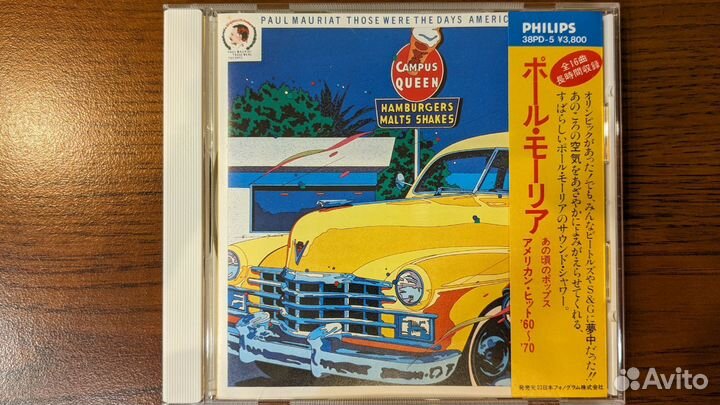 PAUL MAURIAT THOSE WERE THE DAYS AMERIC
CAMPUS
QUEEN
HAMBURGERS
MALTS SHAKES
PHILIPS
38PD-5 ¥3,800
全16曲
長時間収録
ポール・モーリア
あの頃のポップス
アメリカン・ヒット'60〜'70
オリンピックがあった！でも、みんなビートルズやS&Gに夢中だった!!
あのころの空気をあざやかによみがえらせてくれる、
すばらしいポール・モーリアのサウンド・シャワー。
発売元 日本フォノグラム株式会社
Avito